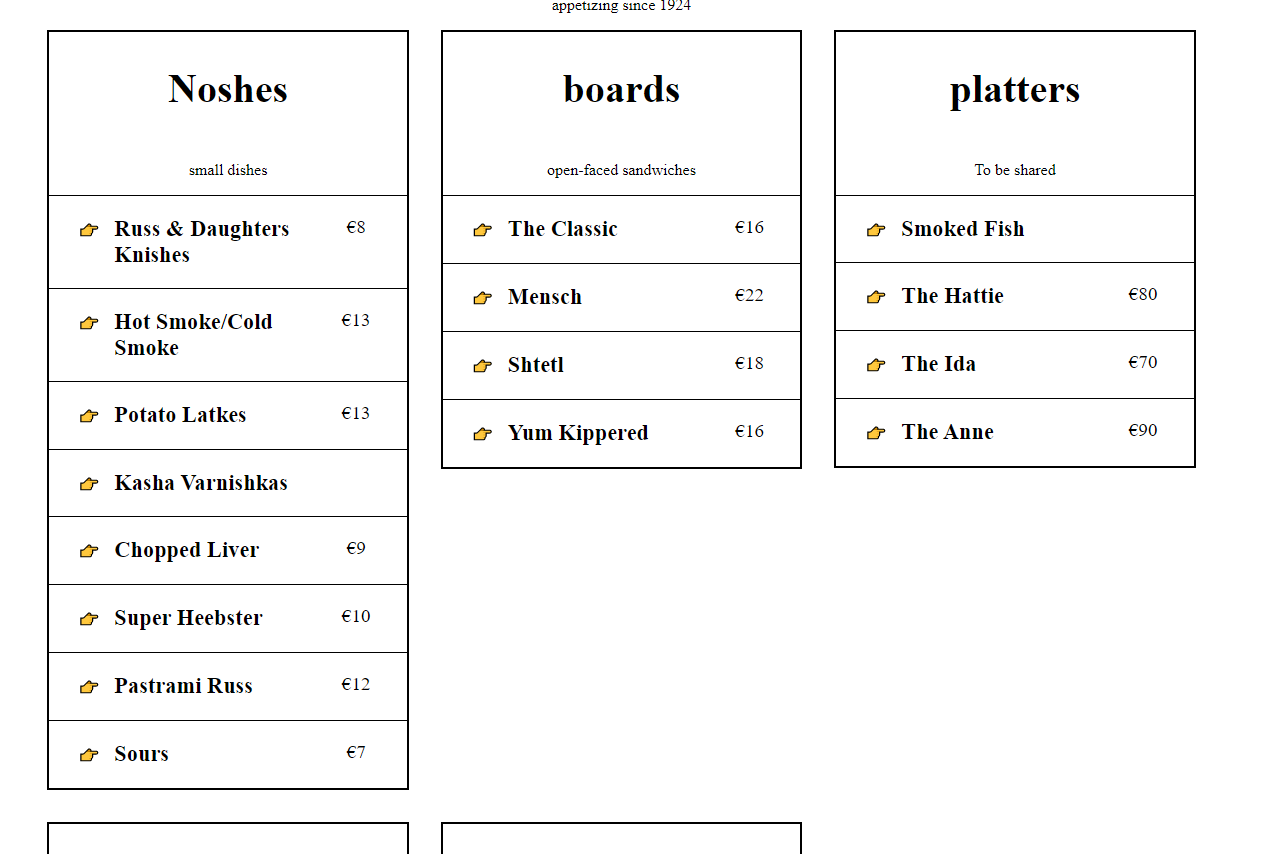 appetizing since 1924
Noshes
small dishes
Russ & Daughters €8
Knishes
Hot Smoke/Cold €13
Smoke
Potato Latkes €13
Kasha Varnishkas
Chopped Liver €9
Super Heebster €10
Pastrami Russ €12
Sours €7
boards
open-faced sandwiches
The Classic €16
Mensch €22
Shtetl €18
Yum Kippered €16
platters
To be shared
Smoked Fish
The Hattie €80
The Ida €70
The Anne €90